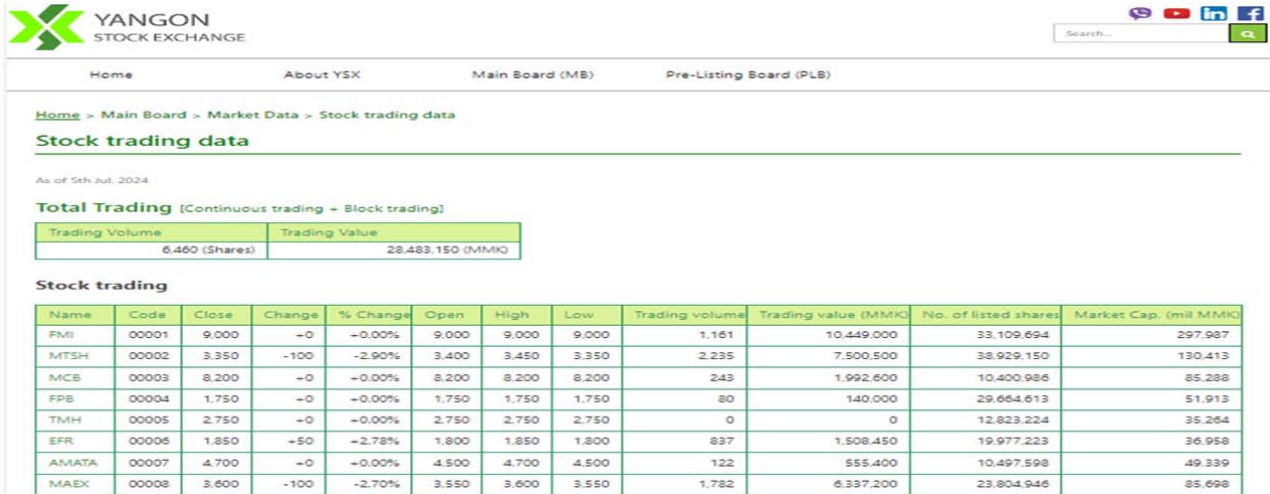 YANGON
STOCK EXCHANGE
in f
Search...
Home About YSX Main Board (MB) Pre-Listing Board (PLB)
Home > Main Board > Market Data > Stock trading data
Stock trading data
As of 5th Jul. 2024
Total Trading [Continuous trading + Block trading]
Trading Volume Trading Value
6,460 (Shares) 28,483,150 (MMK)
Stock trading
Name Code Close Change % Change Open High Low Trading volume Trading value (MMK) No. of listed shares Market Cap. (mil MMK)
FMI 00001 9,000 +0 +0.00% 9,000 9,000 9,000 1,161 10,449,000 33,109,694 297,987
MTSH 00002 3,350 -100 -2.90% 3,400 3,450 3,350 2,235 7,500,500 38,929,150 130,413
MCB 00003 8,200 +0 +0.00% 8,200 8,200 8,200 243 1,992,600 10,400,986 85,288
FPB 00004 1,750 +0 +0.00% 1,750 1,750 1,750 80 140,000 29,664,613 51,913
TMH 00005 2,750 +0 +0.00% 2,750 2,750 2,750 0 0 12,823,224 35,264
EFR 00006 1,850 +50 +2.78% 1,800 1,850 1,800 837 1,508,450 19,977,223 36,958
AMATA 00007 4,700 +0 +0.00% 4,500 4,700 4,500 122 555,400 10,497,598 49,339
MAEX 00008 3,600 -100 -2.70% 3,550 3,600 3,550 1,782 6,337,200 23,804,946 85,698